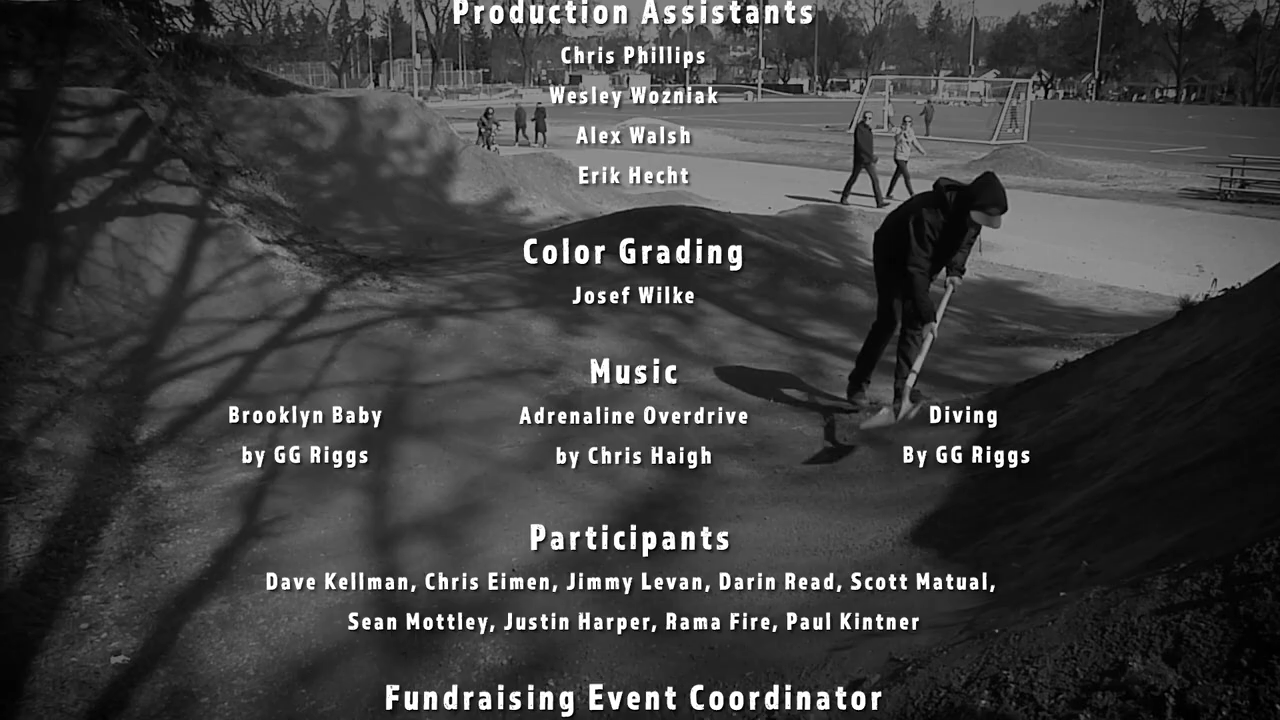 Production Assistants
Chris Phillips
Wesley Wozniak
Alex Walsh
Erik Hecht
Color Grading
Josef Wilke
Music
Brooklyn Baby
by GG Riggs
Adrenaline Overdrive
by Chris Haigh
Diving
By GG Riggs
Participants
Dave Kellman, Chris Eimen, Jimmy Levan, Darin Read, Scott Matual,
Sean Mottley, Justin Harper, Rama Fire, Paul Kintner
Fundraising Event Coordinator